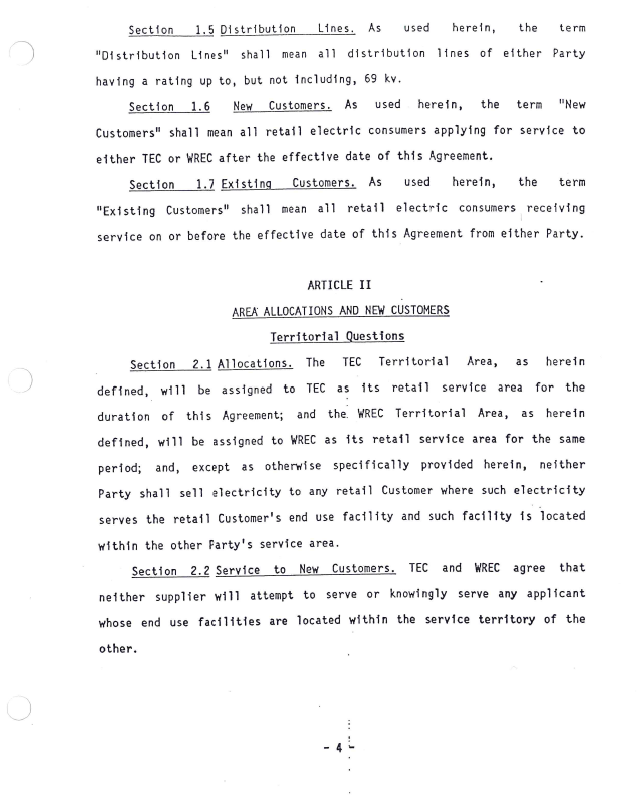 Section 1.5 Distribution Lines. As used herein, the term
"Distribution Lines" shall mean all distribution lines of either Party
having a rating up to, but not including, 69 kv.
Section 1.6 New Customers. As used herein, the term "New
Customers" shall mean all retail electric consumers applying for service to
either TEC or WREC after the effective date of this Agreement.
Section 1.7 Existing Customers. As used herein, the term
"Existing Customers" shall mean all retail electric consumers receiving
service on or before the effective date of this Agreement from either Party.
ARTICLE II
AREA ALLOCATIONS AND NEW CUSTOMERS
Territorial Questions
Section 2.1 Allocations. The TEC Territorial Area, as herein
defined, will be assigned to TEC as its retail service area for the
duration of this Agreement; and the WREC Territorial Area, as herein
defined, will be assigned to WREC as its retail service area for the same
period; and, except as otherwise specifically provided herein, neither
Party shall sell electricity to any retail Customer where such electricity
serves the retail Customer's end use facility and such facility is located
within the other Party's service area.
Section 2.2 Service to New Customers. TEC and WREC agree that
neither supplier will attempt to serve or knowingly serve any applicant
whose end use facilities are located within the service territory of the
other.
- 4 -